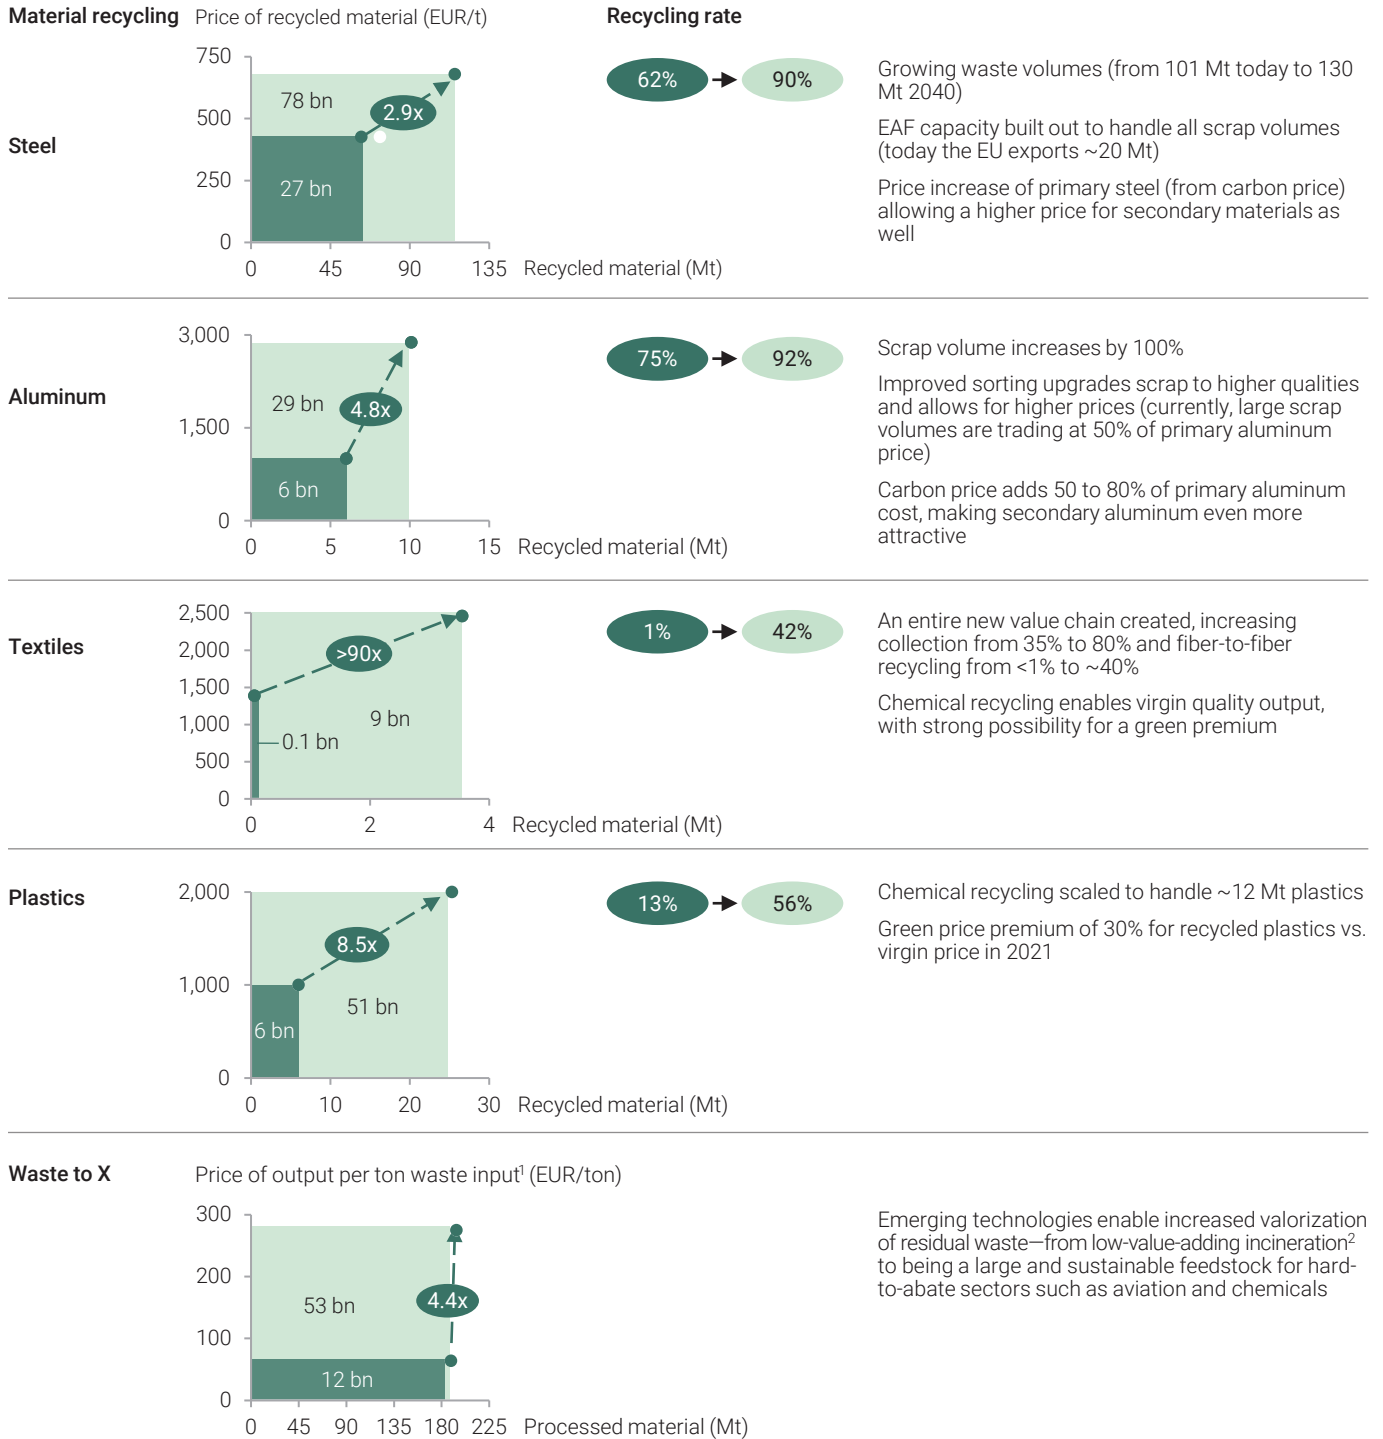 Material recycling Price of recycled material (EUR/t) Recycling rate
Steel
750
500
250
0
78 bn
2.9x
27 bn
0 45 90 135 Recycled material (Mt)
62% 90%
Growing waste volumes (from 101 Mt today to 130
Mt 2040)
EAF capacity built out to handle all scrap volumes
(today the EU exports ~20 Mt)
Price increase of primary steel (from carbon price)
allowing a higher price for secondary materials as
well
Aluminum
3,000
1,500
0
29 bn
4.8x
6 bn
0 5 10 15 Recycled material (Mt)
75% 92%
Scrap volume increases by 100%
Improved sorting upgrades scrap to higher qualities
and allows for higher prices (currently, large scrap
volumes are trading at 50% of primary aluminum
price)
Carbon price adds 50 to 80% of primary aluminum
cost, making secondary aluminum even more
attractive
Textiles
2,500
2,000
1,500
1,000
500
0
>90x
9 bn
0.1 bn
0 2 4 Recycled material (Mt)
1% 42%
An entire new value chain created, increasing
collection from 35% to 80% and fiber-to-fiber
recycling from <1% to ~40%
Chemical recycling enables virgin quality output,
with strong possibility for a green premium
Plastics
2,000
1,000
0
8.5x
51 bn
6 bn
0 10 20 30 Recycled material (Mt)
13% 56%
Chemical recycling scaled to handle ~12 Mt plastics
Green price premium of 30% for recycled plastics vs.
virgin price in 2021
Waste to X Price of output per ton waste input¹ (EUR/ton)
300
200
100
0
53 bn
4.4x
12 bn
0 45 90 135 180 225 Processed material (Mt)
Emerging technologies enable increased valorization
of residual waste—from low-value-adding incineration²
to being a large and sustainable feedstock for hard-
to-abate sectors such as aviation and chemicals